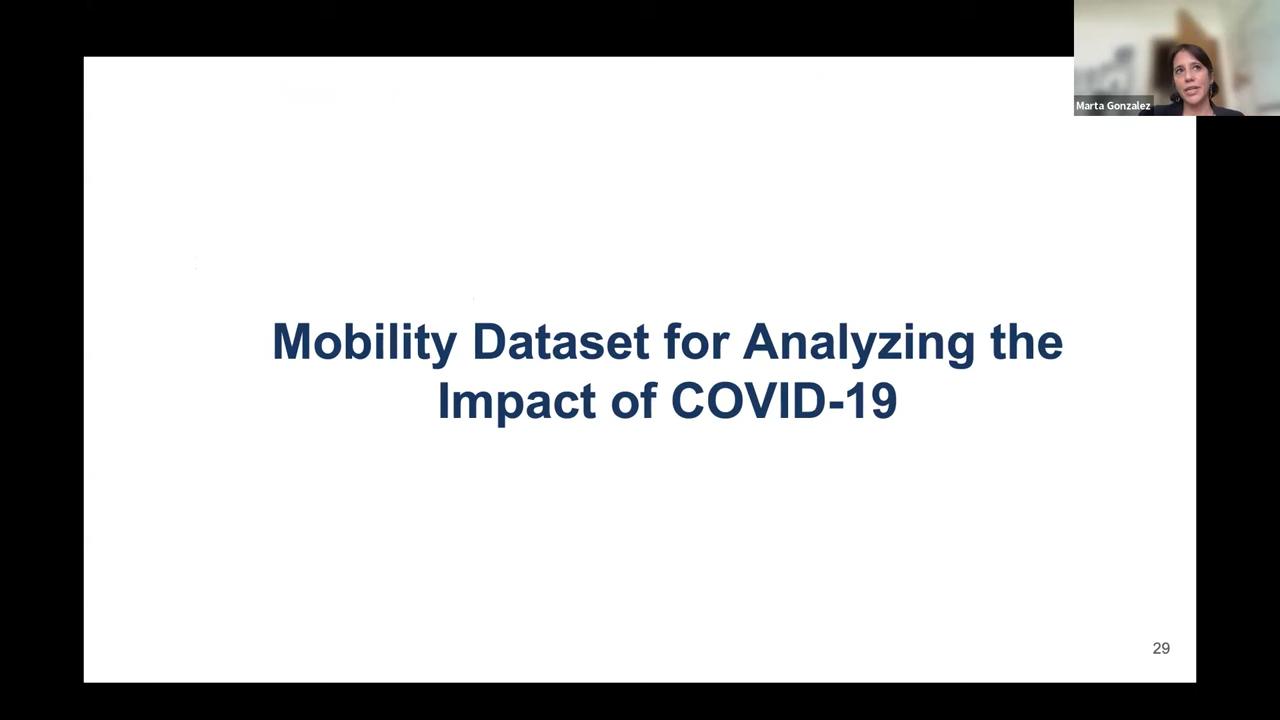 Marta Gonzalez
Mobility Dataset for Analyzing the
Impact of COVID-19
29